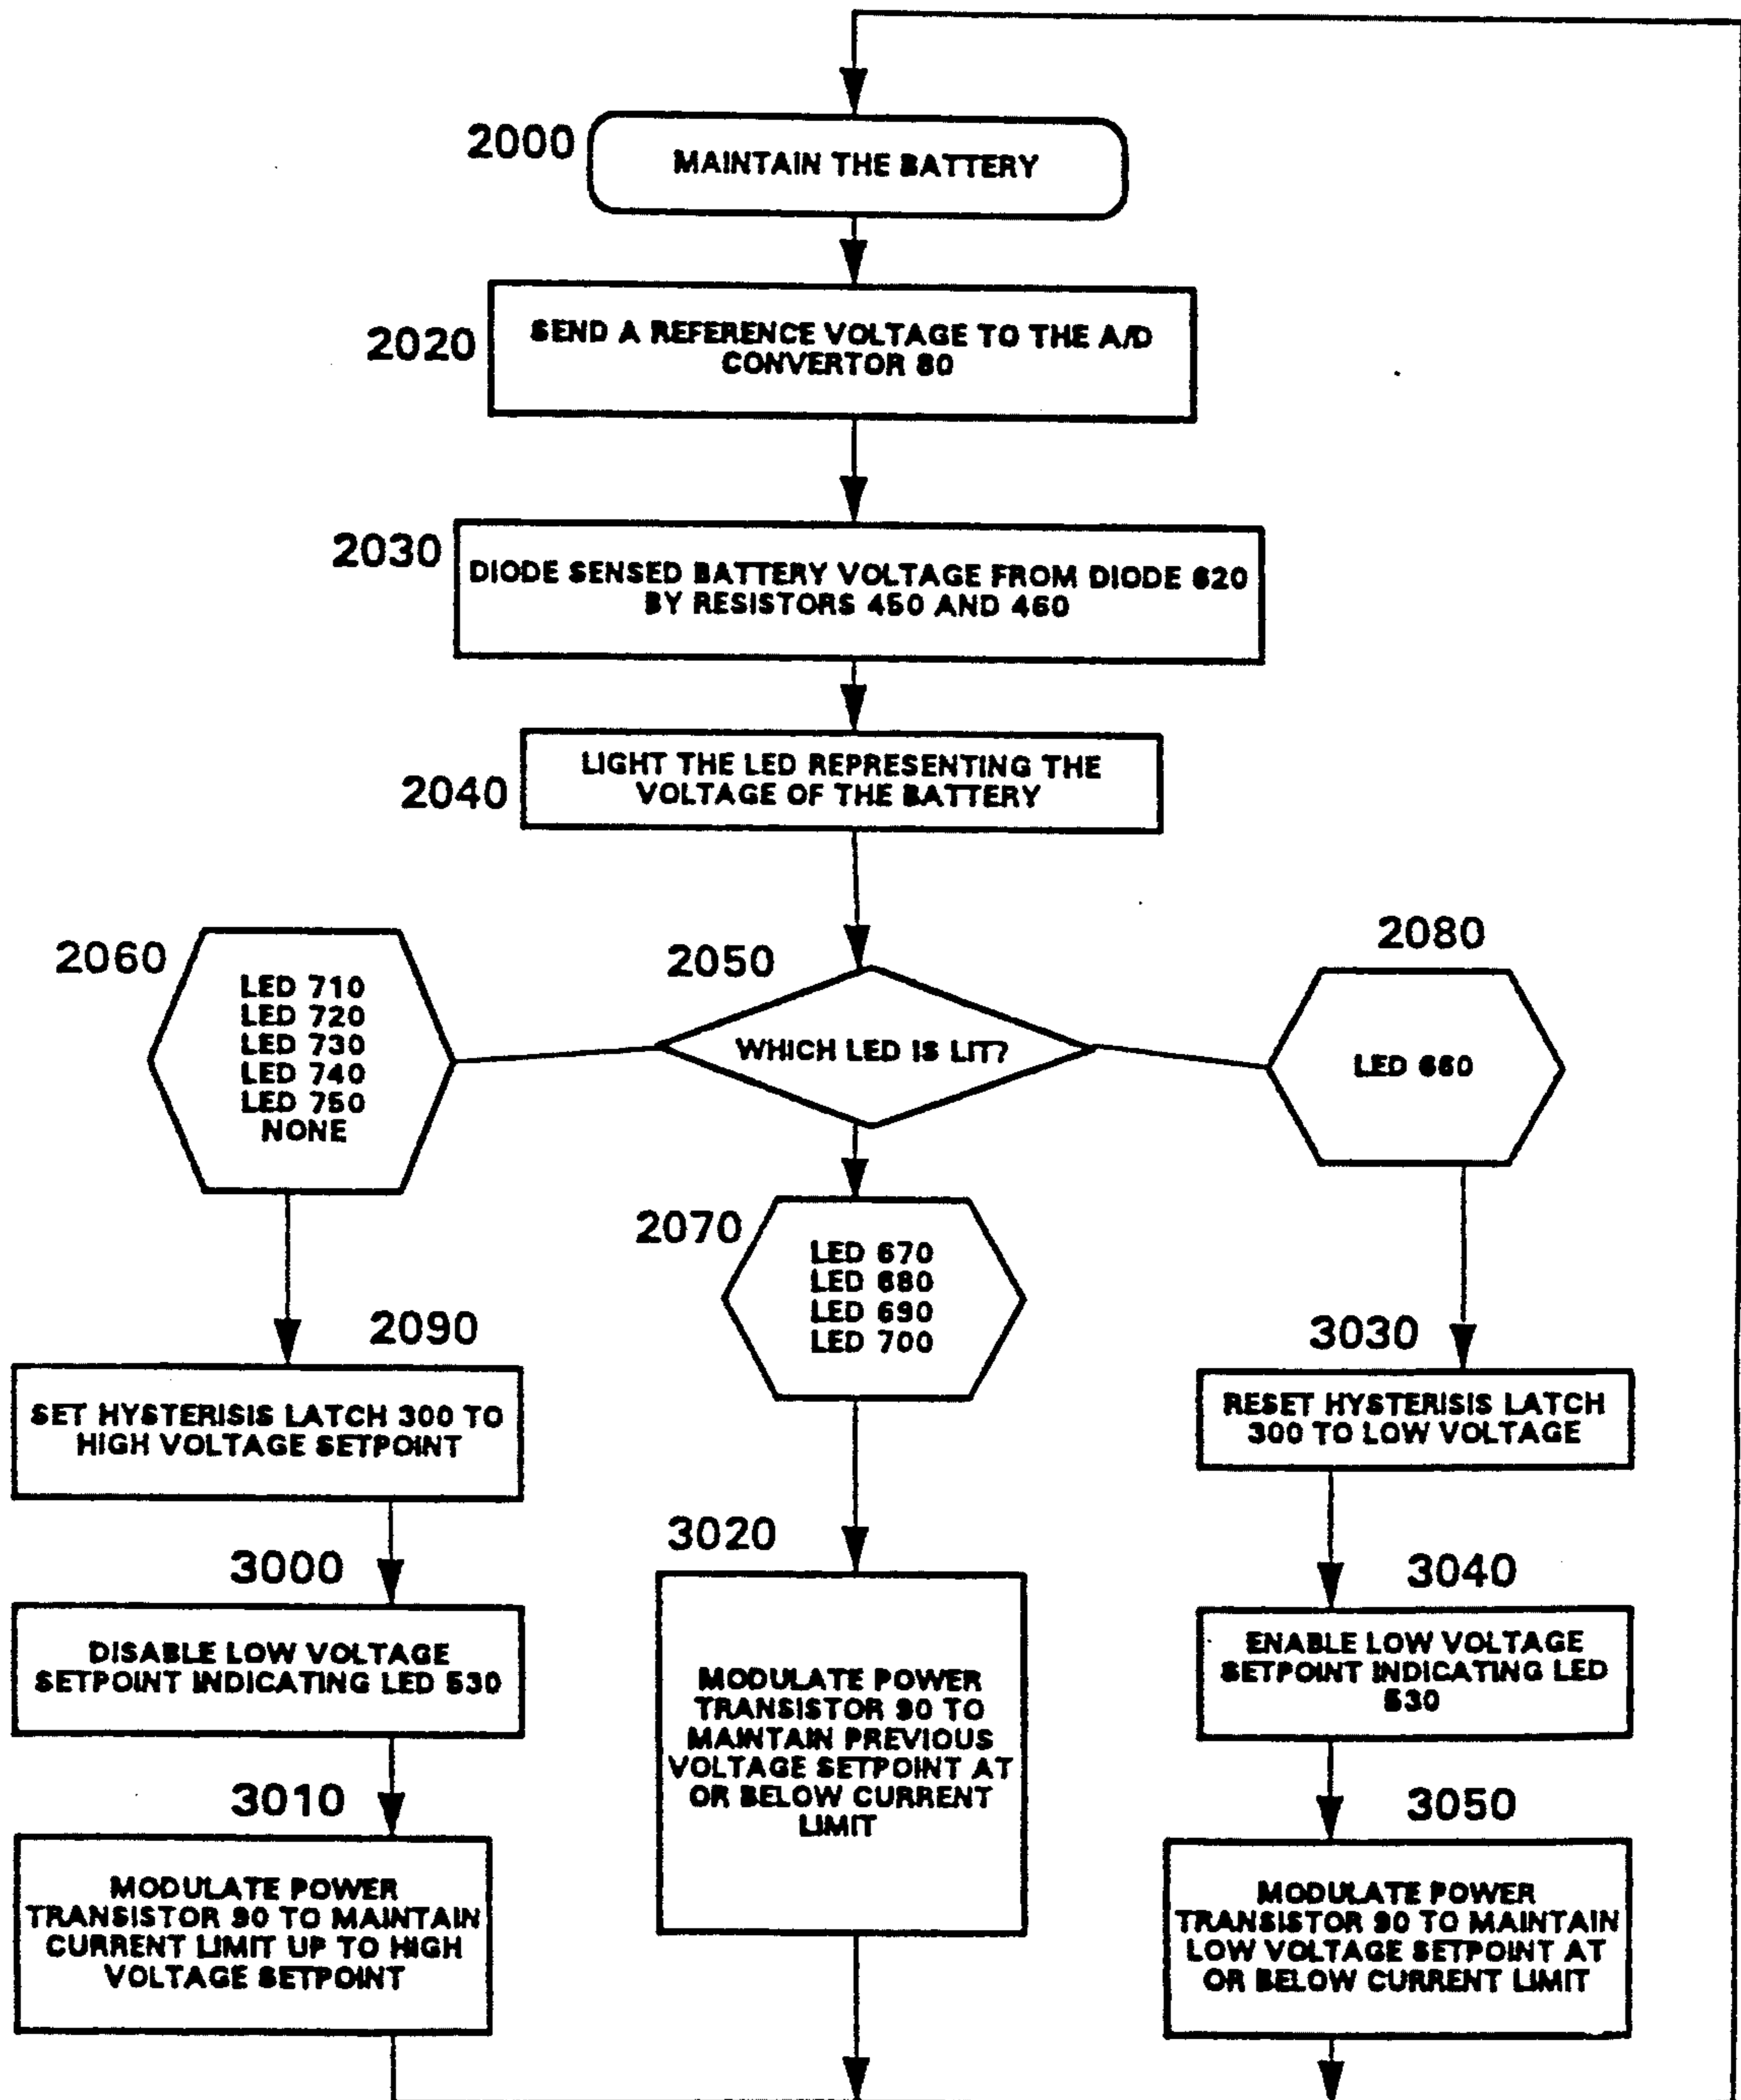 2000
MAINTAIN THE BATTERY
2020
SEND A REFERENCE VOLTAGE TO THE A/D
CONVERTOR 80
2030
DIODE SENSED BATTERY VOLTAGE FROM DIODE 620
BY RESISTORS 450 AND 460
2040
LIGHT THE LED REPRESENTING THE
VOLTAGE OF THE BATTERY
2060
LED 710
LED 720
LED 730
LED 740
LED 750
NONE
2050
WHICH LED IS LIT?
2080
LED 660
2070
LED 670
LED 680
LED 690
LED 700
2090
SET HYSTERISIS LATCH 300 TO
HIGH VOLTAGE SETPOINT
3000
DISABLE LOW VOLTAGE
SETPOINT INDICATING LED 530
3010
MODULATE POWER
TRANSISTOR 90 TO MAINTAIN
CURRENT LIMIT UP TO HIGH
VOLTAGE SETPOINT
3020
MODULATE POWER
TRANSISTOR 90 TO
MAINTAIN PREVIOUS
VOLTAGE SETPOINT AT
OR BELOW CURRENT
LIMIT
3030
RESET HYSTERISIS LATCH
300 TO LOW VOLTAGE
3040
ENABLE LOW VOLTAGE
SETPOINT INDICATING LED
530
3050
MODULATE POWER
TRANSISTOR 90 TO MAINTAIN
LOW VOLTAGE SETPOINT AT
OR BELOW CURRENT LIMIT